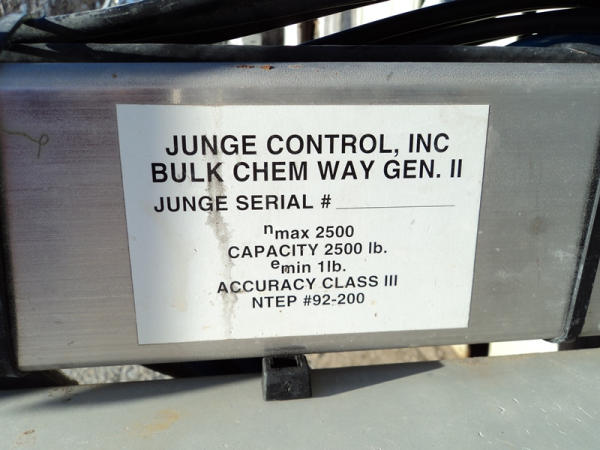 JUNGE CONTROL, INC
BULK CHEM WAY GEN. II
JUNGE SERIAL # ____________
nmax 2500
CAPACITY 2500 lb.
emin 1lb.
ACCURACY CLASS III
NTEP #92-200